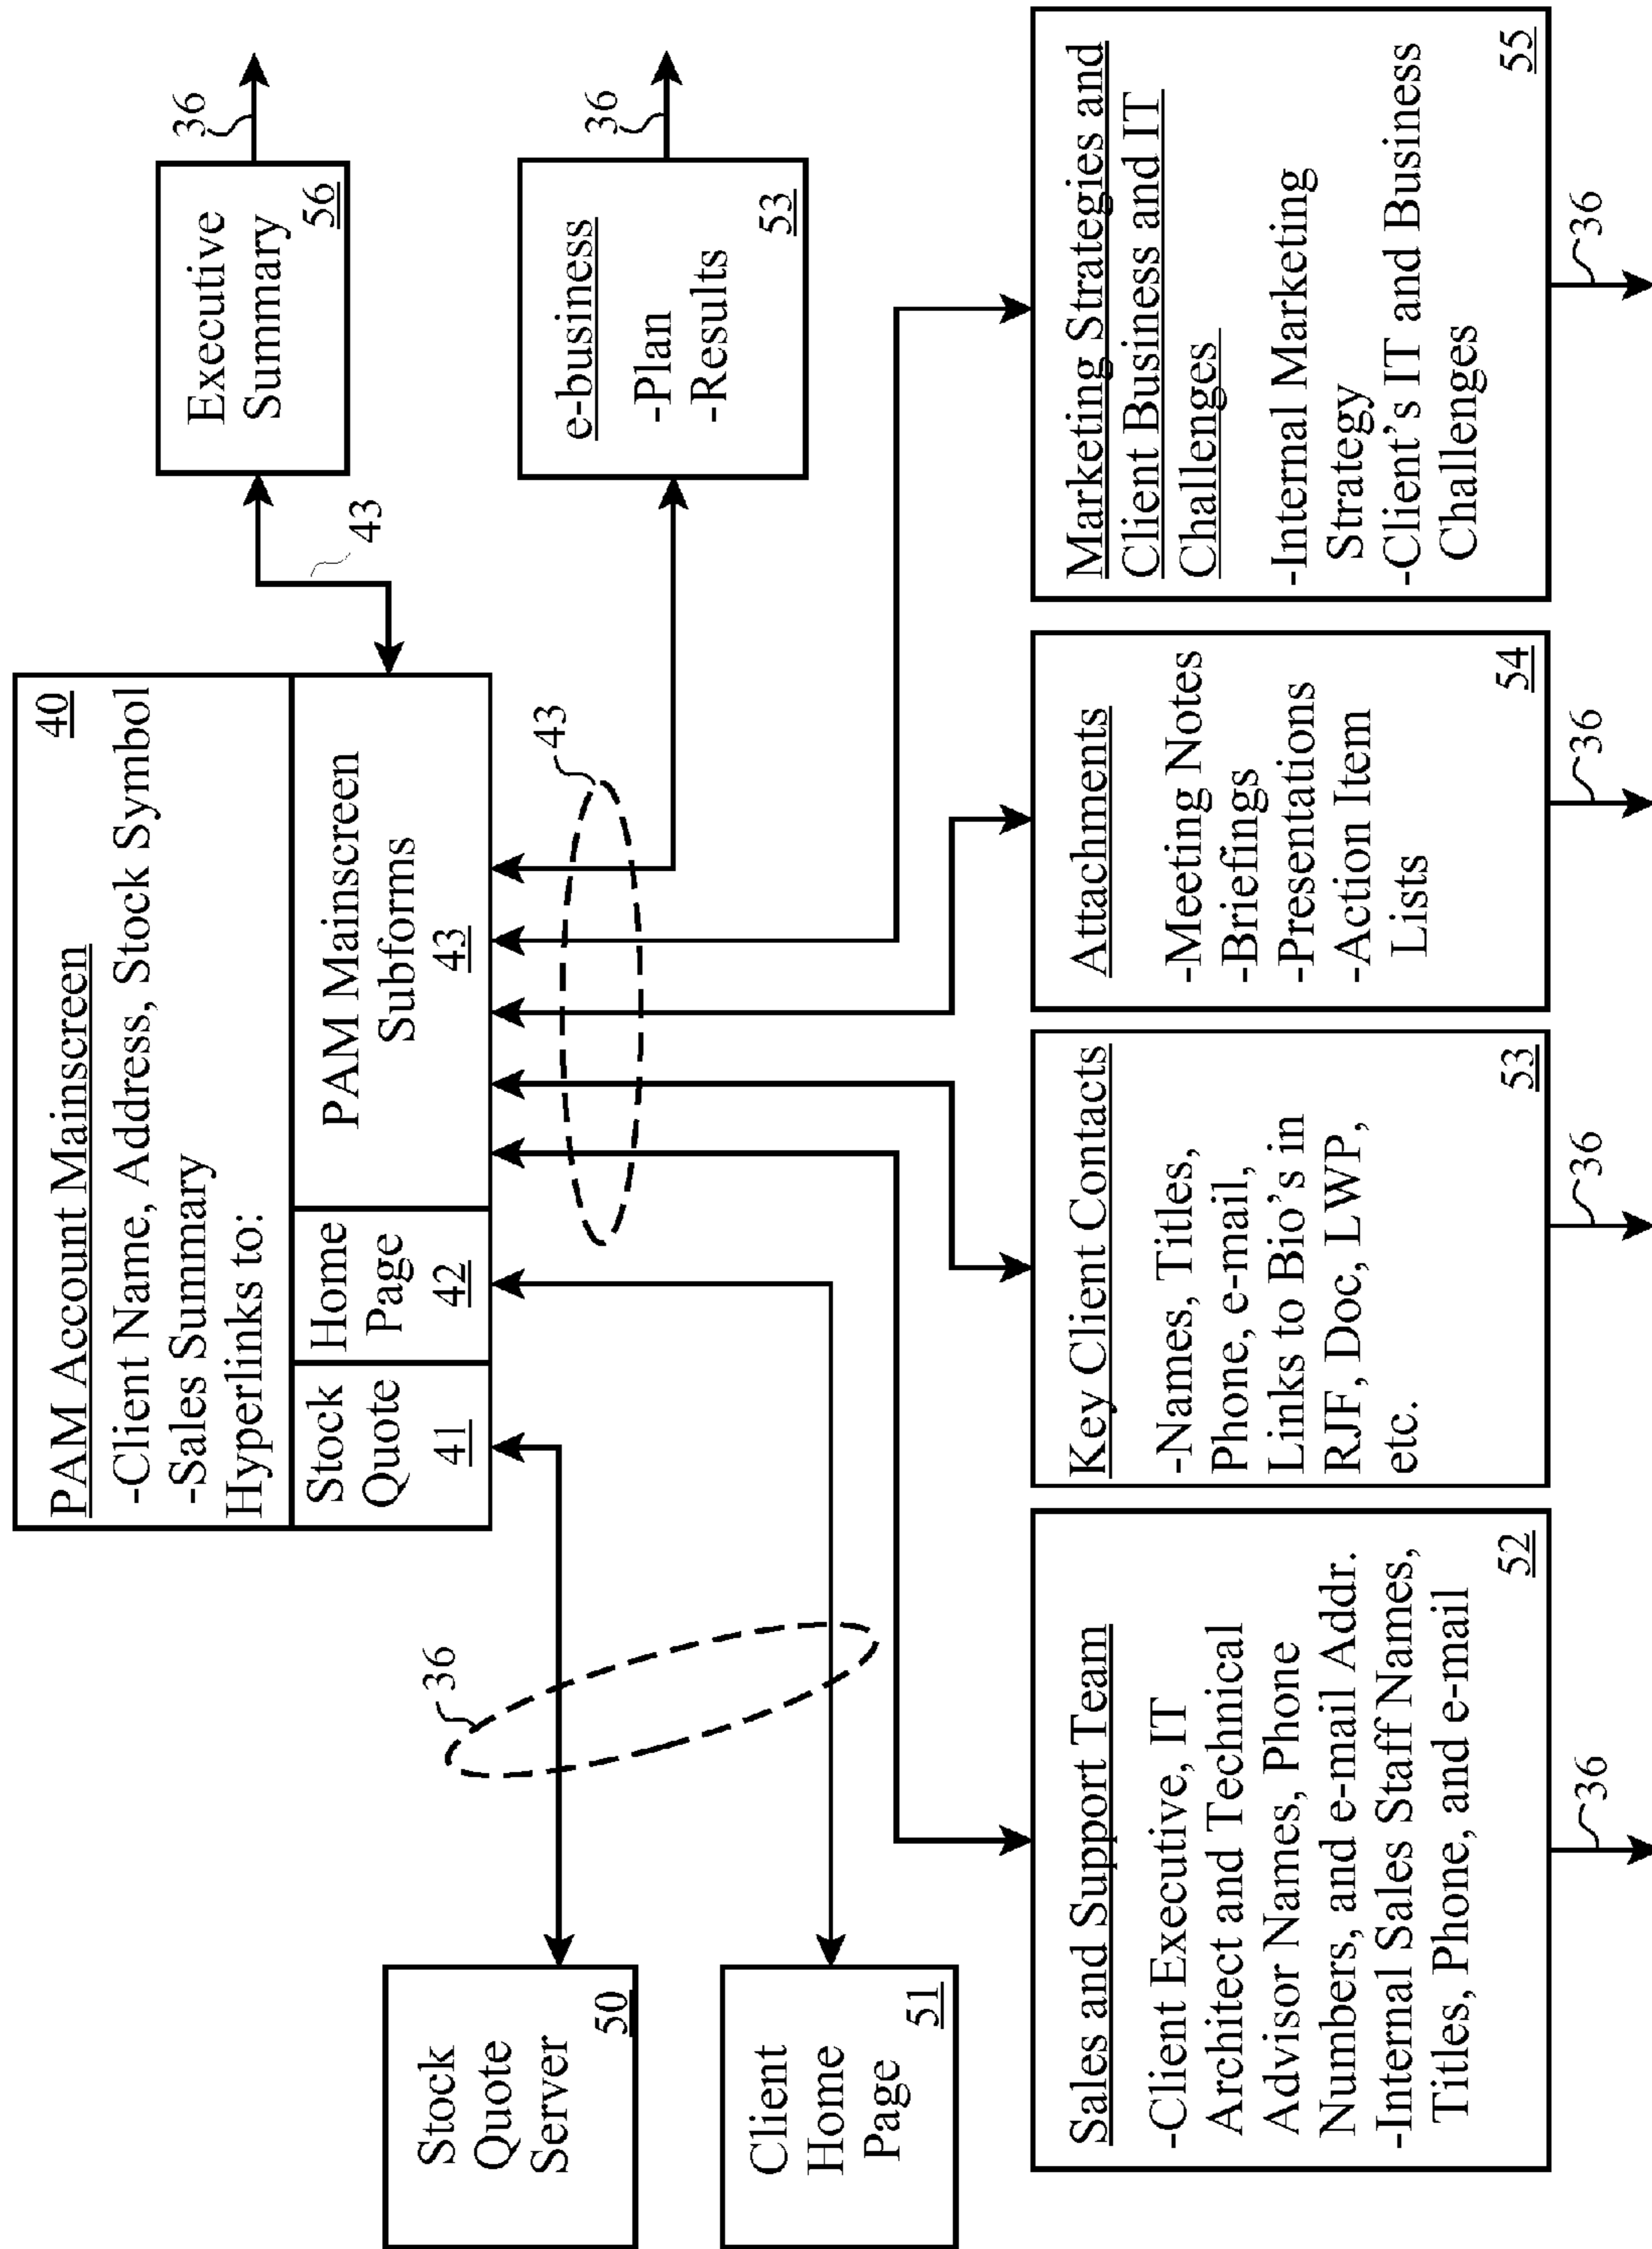 PAM Account Mainscreen
40
-Client Name, Address, Stock Symbol
-Sales Summary
Hyperlinks to:
Stock
Quote
41
Home
Page
42
PAM Mainscreen
Subforms
43
43
Executive
Summary
56
36
36
Stock
Quote
Server
50
43
e-business
-Plan
-Results
53
36
Client
Home
Page
51
Sales and Support Team
-Client Executive, IT
Architect and Technical
Advisor Names, Phone
Numbers, and e-mail Addr.
-Internal Sales Staff Names,
Titles, Phone, and e-mail
52
36
Key Client Contacts
-Names, Titles,
Phone, e-mail,
Links to Bio's in
RJF, Doc, LWP,
etc.
53
36
Attachments
-Meeting Notes
-Briefings
-Presentations
-Action Item
Lists
54
36
Marketing Strategies and
Client Business and IT
Challenges
-Internal Marketing
Strategy
-Client's IT and Business
Challenges
55
36